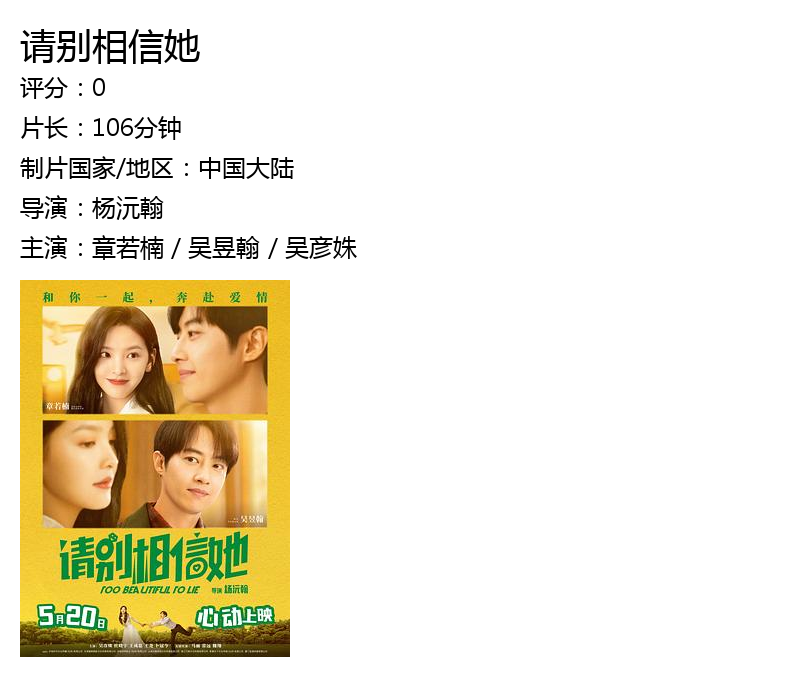 请别相信她
评分：0
片长：106分钟
制片国家/地区：中国大陆
导演：杨沅翰
主演：章若楠 / 吴昱翰 / 吴彦姝
和你一起，奔赴爱情
章若楠
吴昱翰
请别相信她
TOO BEAUTIFUL TO LIE 导演 杨沅翰
5月20日 心动上映